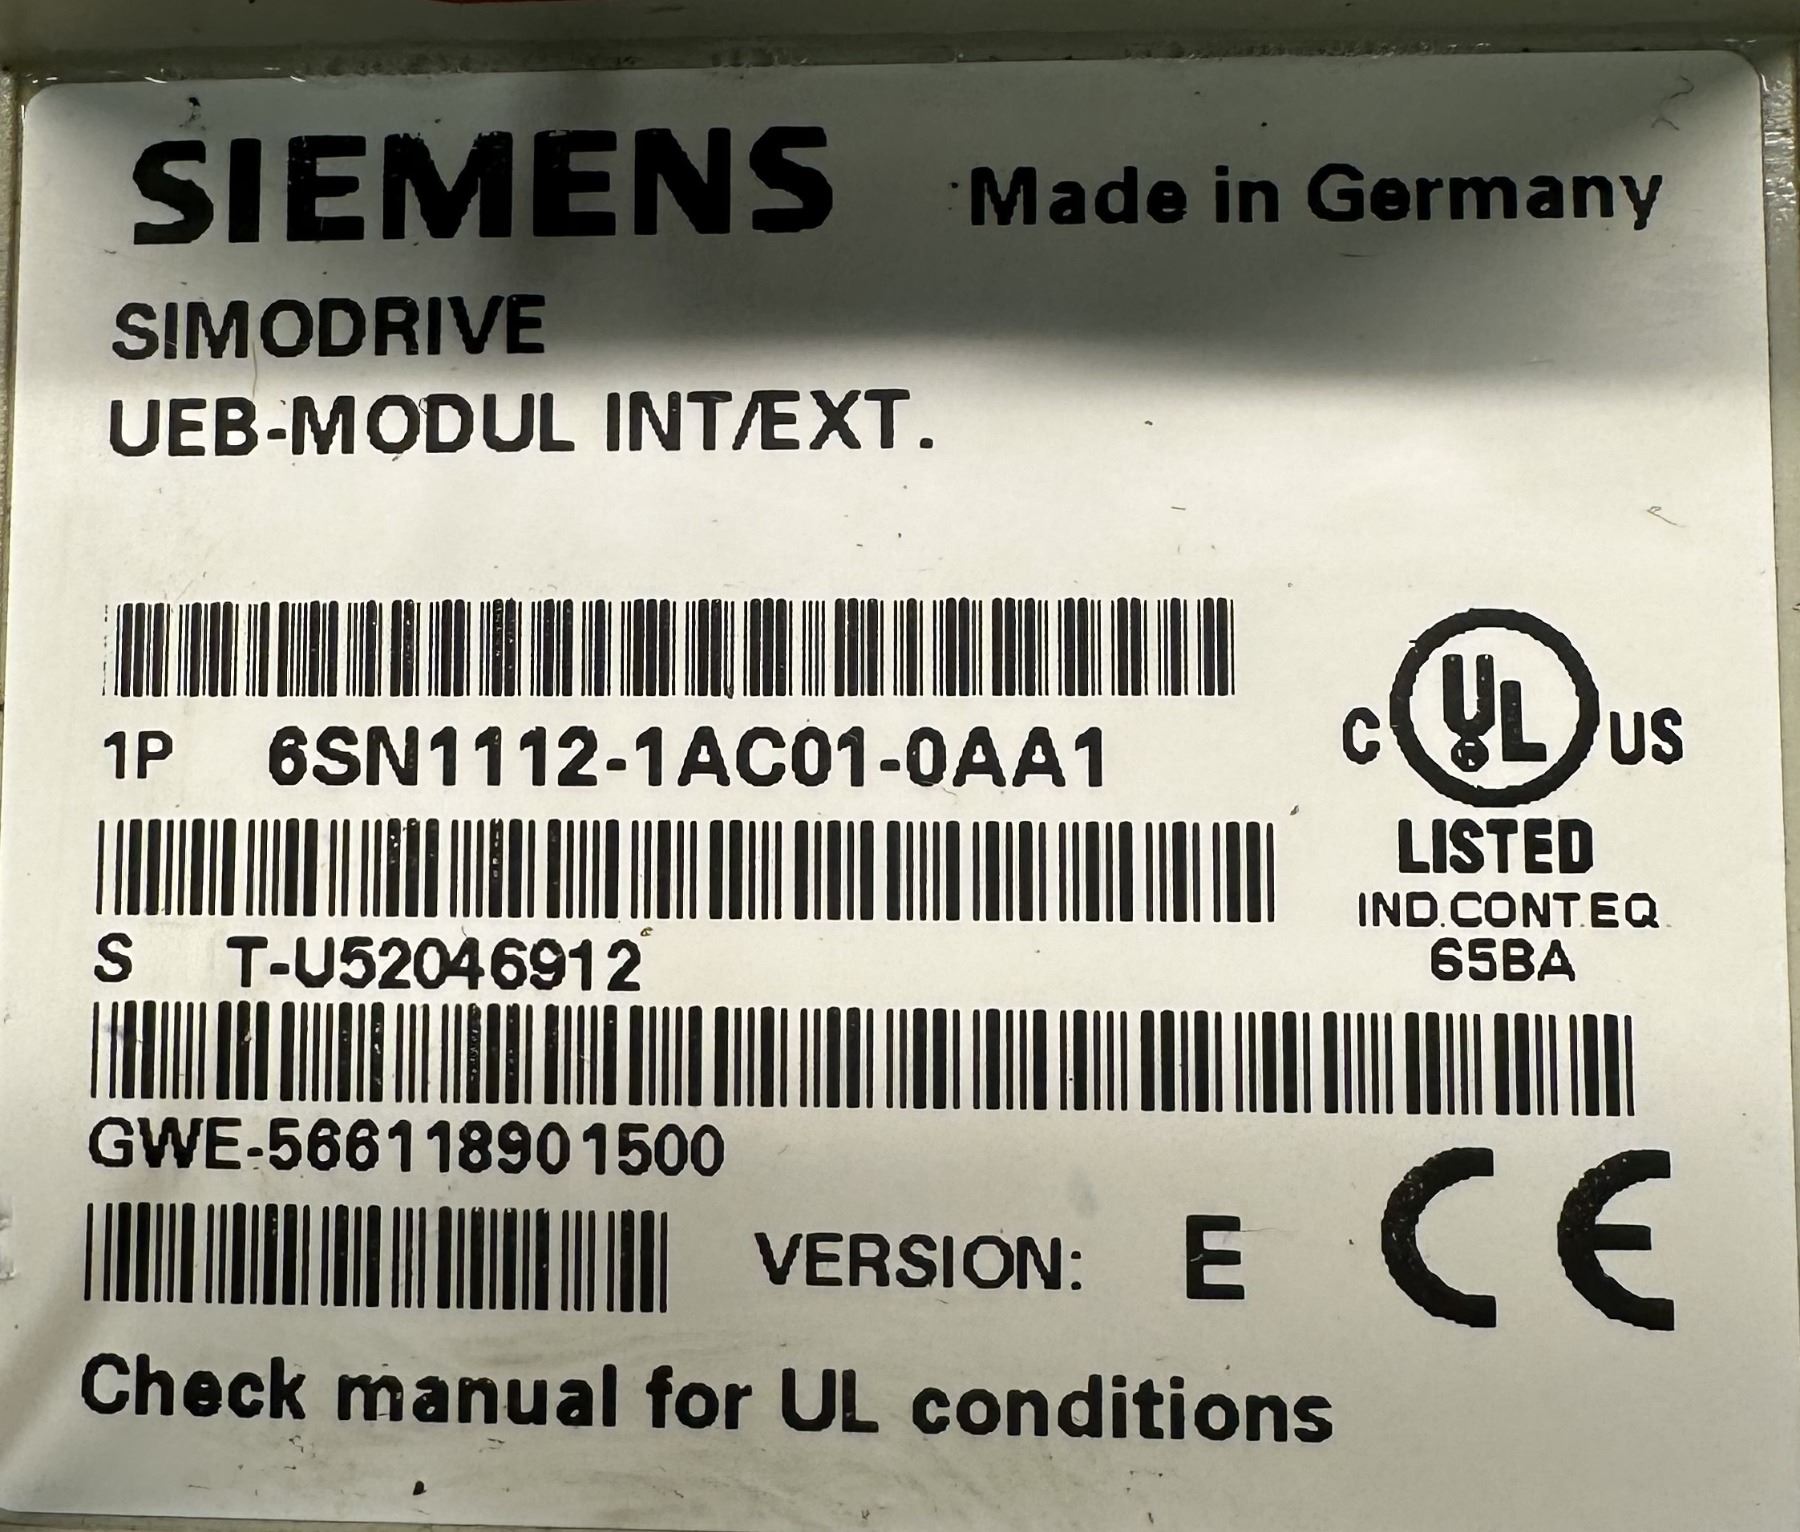 SIEMENS Made in Germany
SIMODRIVE
UEB-MODUL INT/EXT.
1P 6SN1112-1AC01-0AA1
C UL US
LISTED
IND.CONT.EQ.
65BA
S T-U52046912
GWE-566118901500
VERSION: E CE
Check manual for UL conditions